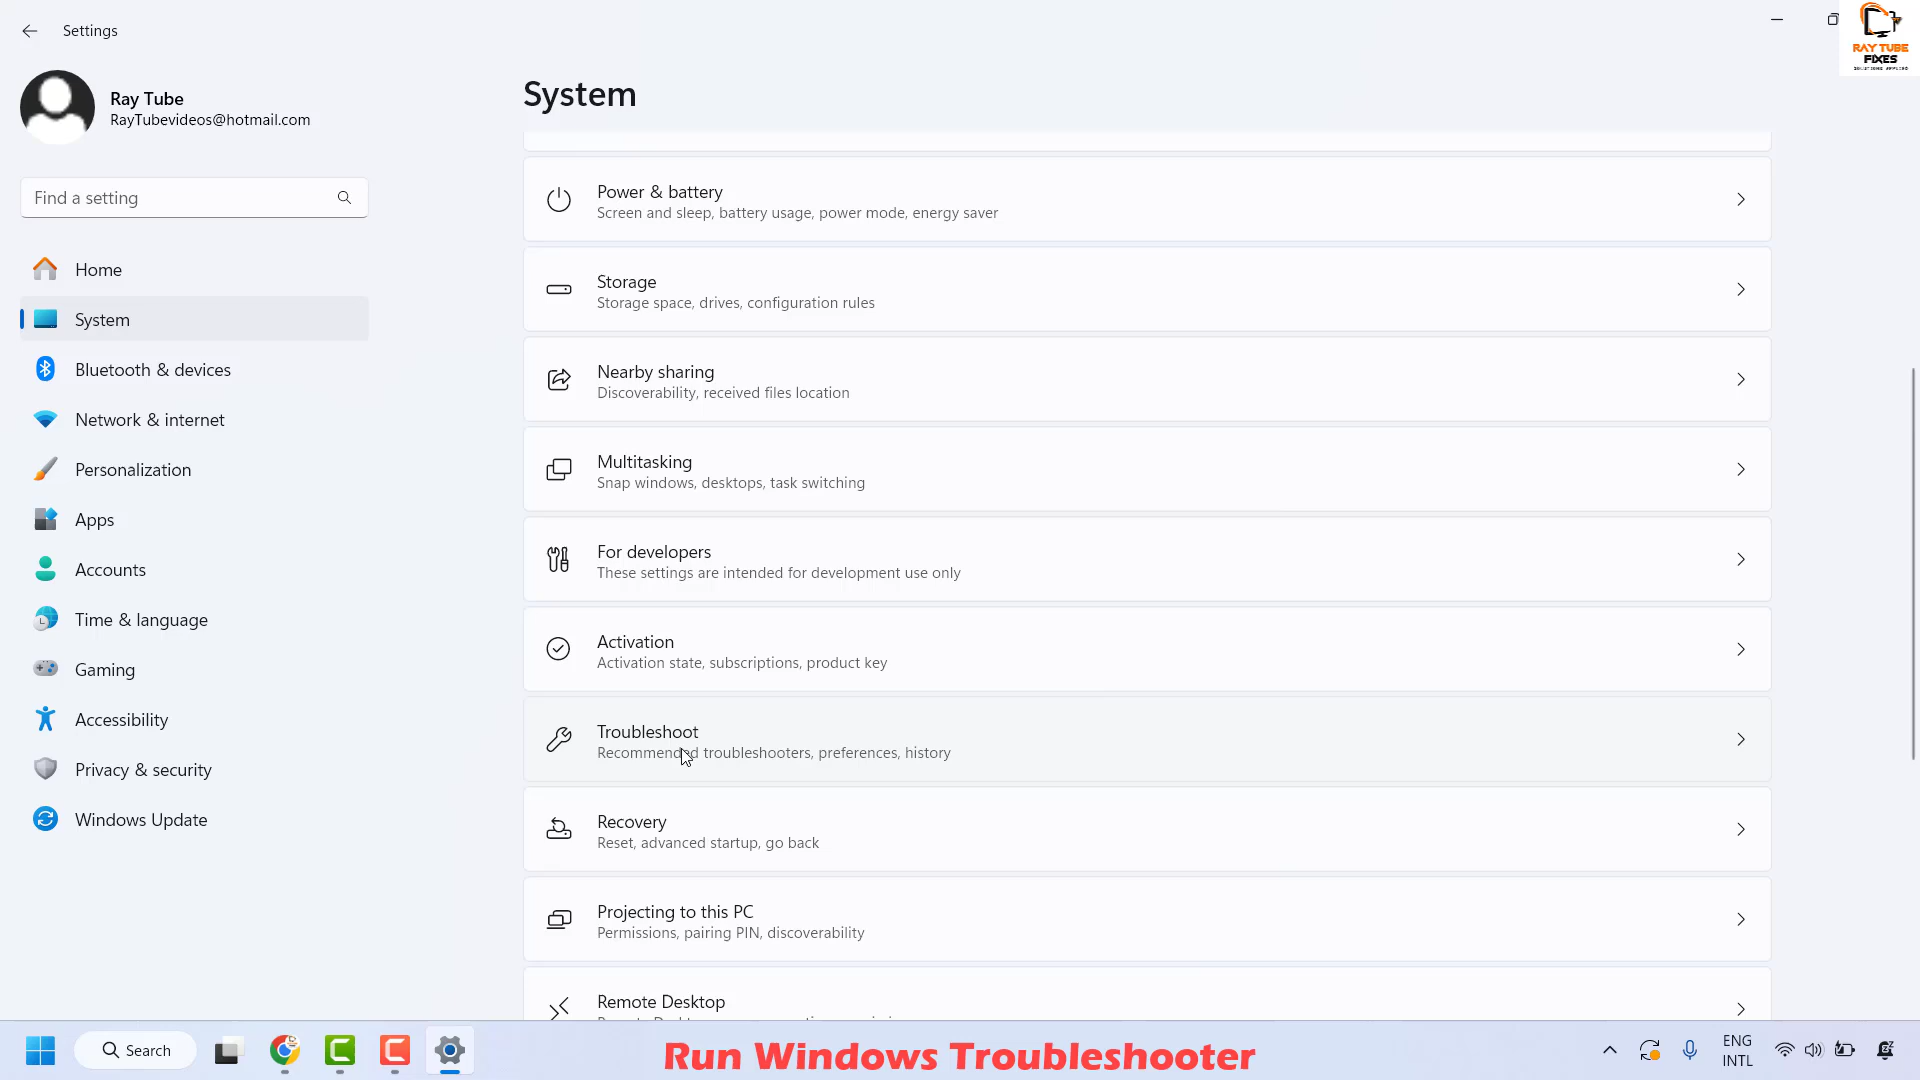 Settings
RAY TUBE
FIXES
SOLUTIONS APPLIED
Ray Tube
RayTubevideos@hotmail.com
System
Find a setting
Home
System
Bluetooth & devices
Network & internet
Personalization
Apps
Accounts
Time & language
Gaming
Accessibility
Privacy & security
Windows Update
Power & battery
Screen and sleep, battery usage, power mode, energy saver
Storage
Storage space, drives, configuration rules
Nearby sharing
Discoverability, received files location
Multitasking
Snap windows, desktops, task switching
For developers
These settings are intended for development use only
Activation
Activation state, subscriptions, product key
Troubleshoot
Recommended troubleshooters, preferences, history
Recovery
Reset, advanced startup, go back
Projecting to this PC
Permissions, pairing PIN, discoverability
Remote Desktop
Search
Run Windows Troubleshooter
ENG
INTL